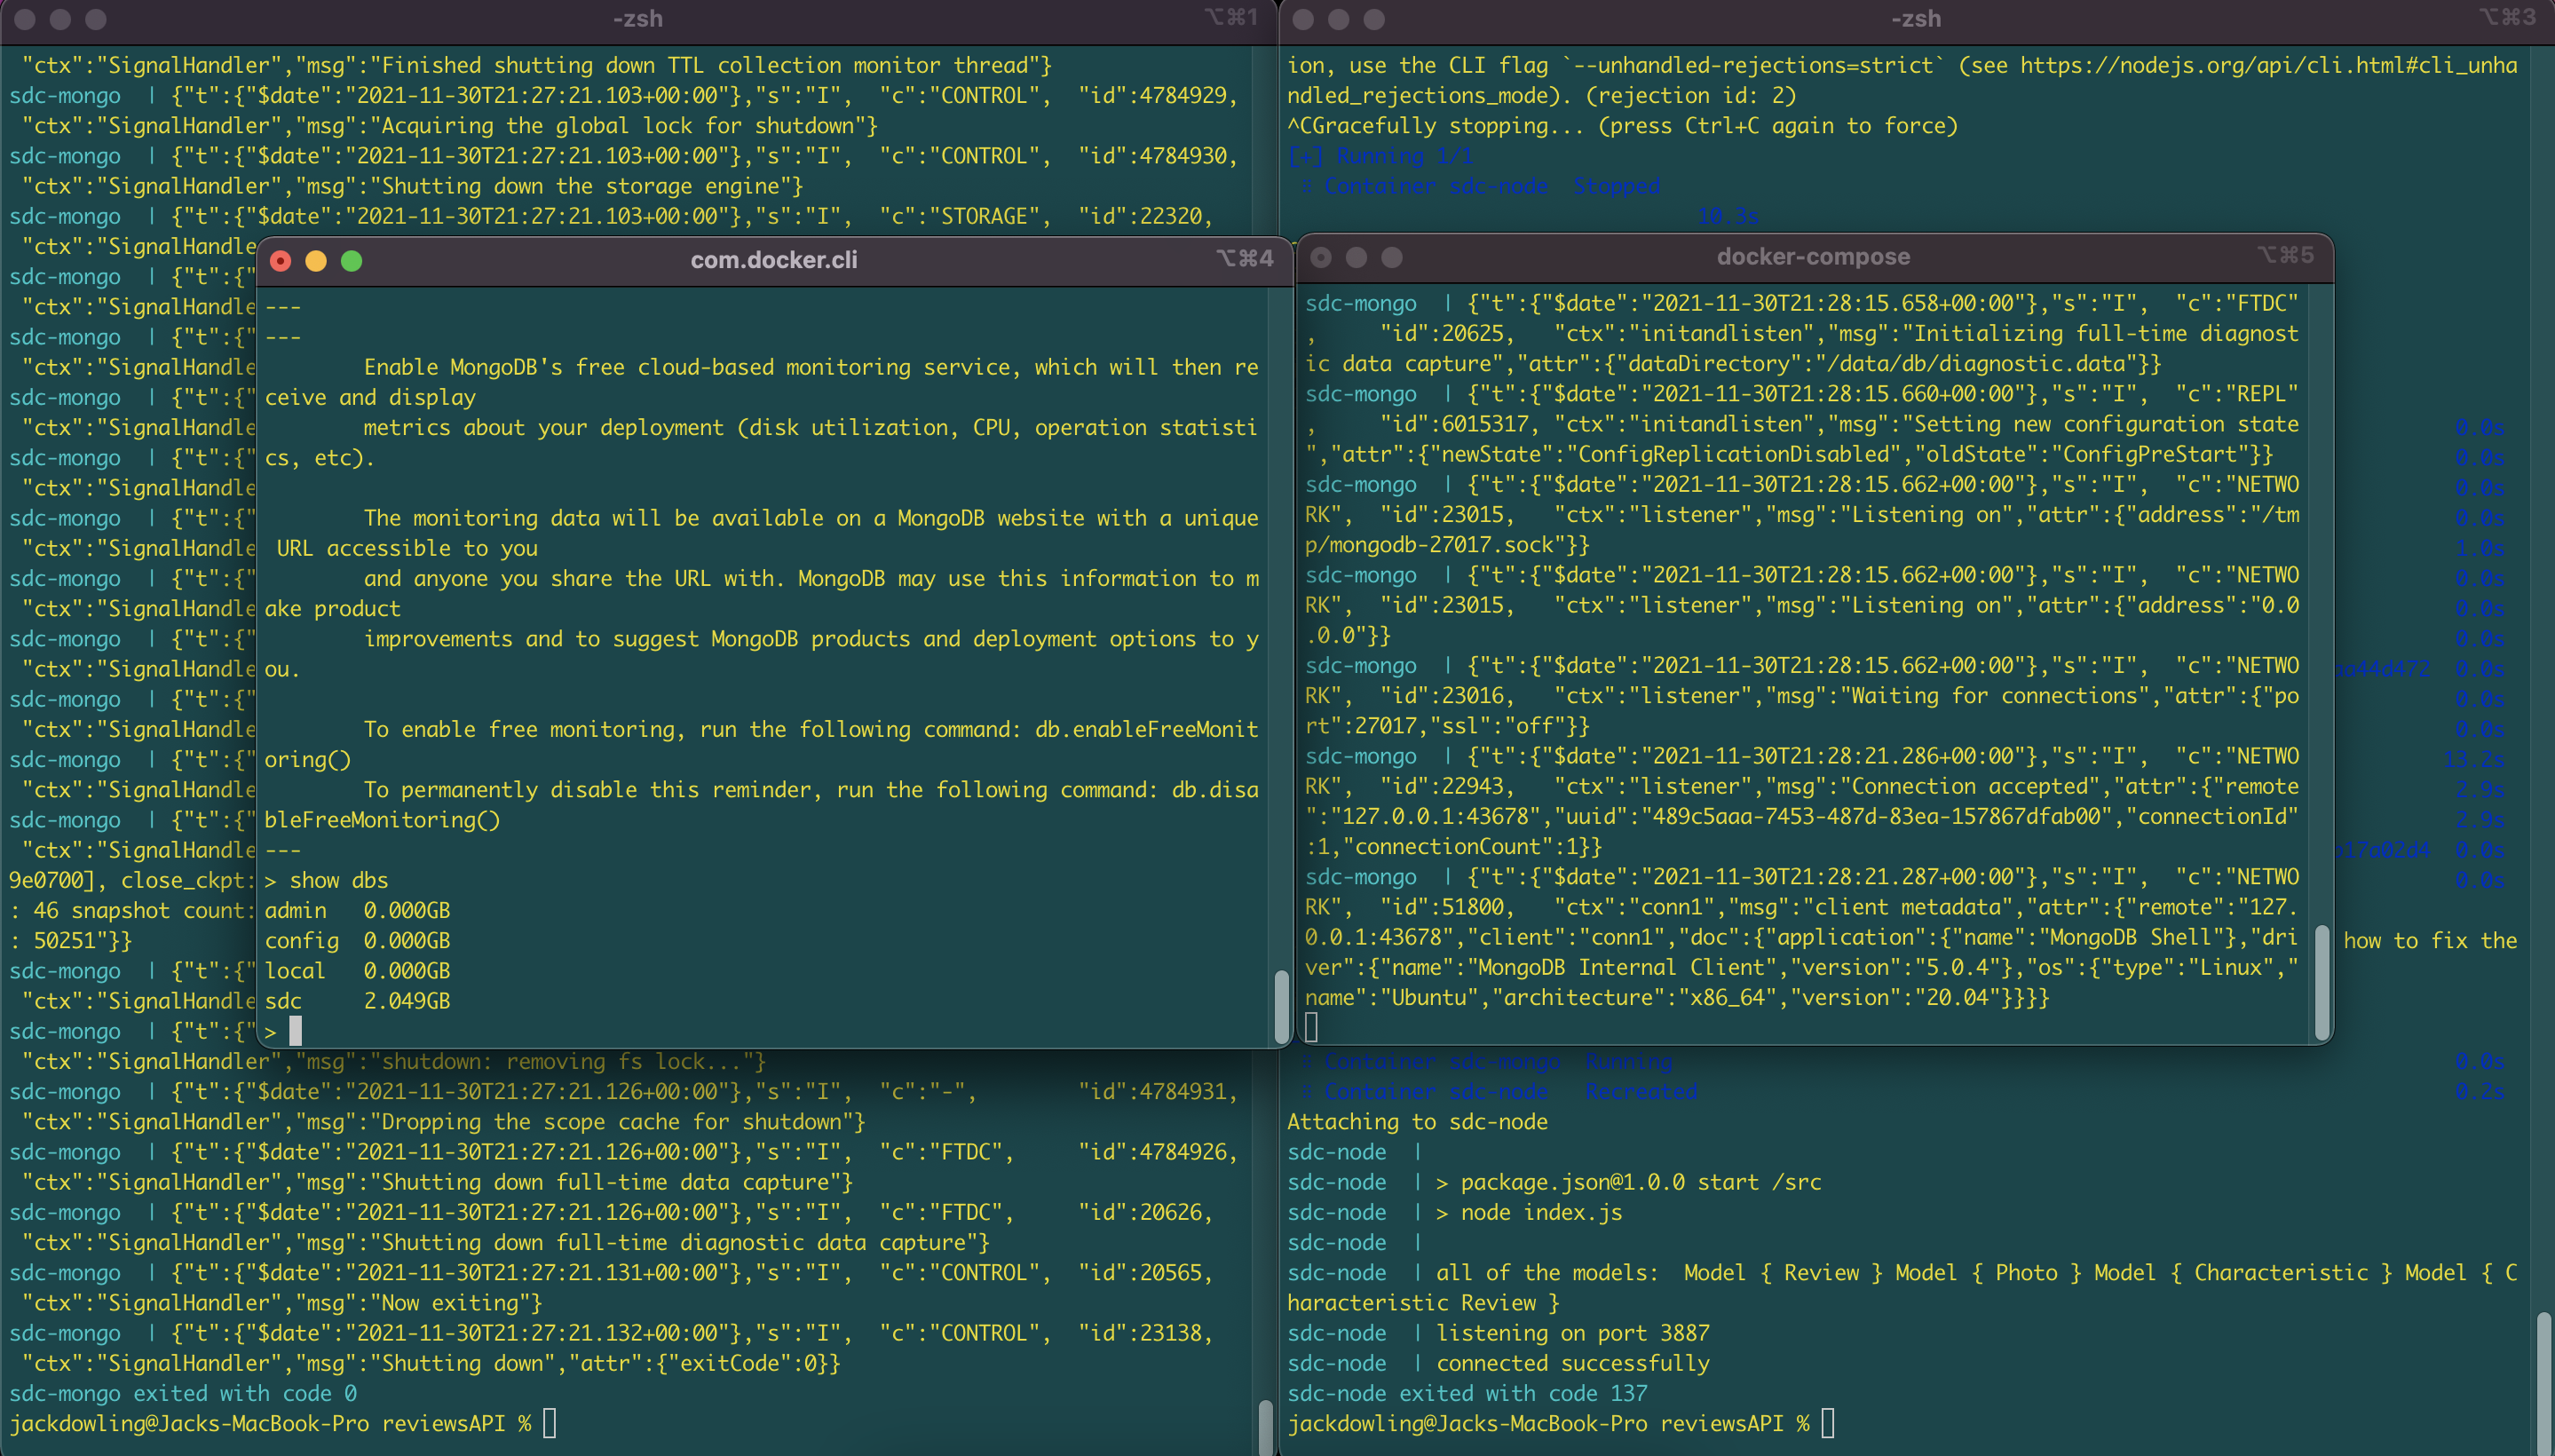 -zsh
⌥⌘1
"ctx":"SignalHandler","msg":"Finished shutting down TTL collection monitor thread"}
sdc-mongo  | {"t":{"$date":"2021-11-30T21:27:21.103+00:00"},"s":"I",  "c":"CONTROL",  "id":4784929,
"ctx":"SignalHandler","msg":"Acquiring the global lock for shutdown"}
sdc-mongo  | {"t":{"$date":"2021-11-30T21:27:21.103+00:00"},"s":"I",  "c":"CONTROL",  "id":4784930,
"ctx":"SignalHandler","msg":"Shutting down the storage engine"}
sdc-mongo  | {"t":{"$date":"2021-11-30T21:27:21.103+00:00"},"s":"I",  "c":"STORAGE",  "id":22320,
"ctx":"SignalHandle
sdc-mongo  | {"t":{"
"ctx":"SignalHandle
sdc-mongo  | {"t":{"
"ctx":"SignalHandle
sdc-mongo  | {"t":{"
"ctx":"SignalHandle
sdc-mongo  | {"t":{"
"ctx":"SignalHandle
sdc-mongo  | {"t":{"
"ctx":"SignalHandle
sdc-mongo  | {"t":{"
"ctx":"SignalHandle
sdc-mongo  | {"t":{"
"ctx":"SignalHandle
sdc-mongo  | {"t":{"
"ctx":"SignalHandle
sdc-mongo  | {"t":{"
"ctx":"SignalHandle
sdc-mongo  | {"t":{"
"ctx":"SignalHandle
9e0700], close_ckpt:
: 46 snapshot count:
: 50251"}}
sdc-mongo  | {"t":{"
"ctx":"SignalHandle
sdc-mongo  | {"t":{"
"ctx":"SignalHandler","msg":"shutdown: removing fs lock..."}
sdc-mongo  | {"t":{"$date":"2021-11-30T21:27:21.126+00:00"},"s":"I",  "c":"-",        "id":4784931,
"ctx":"SignalHandler","msg":"Dropping the scope cache for shutdown"}
sdc-mongo  | {"t":{"$date":"2021-11-30T21:27:21.126+00:00"},"s":"I",  "c":"FTDC",     "id":4784926,
"ctx":"SignalHandler","msg":"Shutting down full-time data capture"}
sdc-mongo  | {"t":{"$date":"2021-11-30T21:27:21.126+00:00"},"s":"I",  "c":"FTDC",     "id":20626,
"ctx":"SignalHandler","msg":"Shutting down full-time diagnostic data capture"}
sdc-mongo  | {"t":{"$date":"2021-11-30T21:27:21.131+00:00"},"s":"I",  "c":"CONTROL",  "id":20565,
"ctx":"SignalHandler","msg":"Now exiting"}
sdc-mongo  | {"t":{"$date":"2021-11-30T21:27:21.132+00:00"},"s":"I",  "c":"CONTROL",  "id":23138,
"ctx":"SignalHandler","msg":"Shutting down","attr":{"exitCode":0}}
sdc-mongo exited with code 0
jackdowling@Jacks-MacBook-Pro reviewsAPI %
com.docker.cli
⌥⌘4
---
---
Enable MongoDB's free cloud-based monitoring service, which will then re
ceive and display
metrics about your deployment (disk utilization, CPU, operation statisti
cs, etc).
The monitoring data will be available on a MongoDB website with a unique
URL accessible to you
and anyone you share the URL with. MongoDB may use this information to m
ake product
improvements and to suggest MongoDB products and deployment options to y
ou.
To enable free monitoring, run the following command: db.enableFreeMonit
oring()
To permanently disable this reminder, run the following command: db.disa
bleFreeMonitoring()
---
> show dbs
admin   0.000GB
config  0.000GB
local   0.000GB
sdc     2.049GB
>
-zsh
⌥⌘3
ion, use the CLI flag `--unhandled-rejections=strict` (see https://nodejs.org/api/cli.html#cli_unha
ndled_rejections_mode). (rejection id: 2)
^CGracefully stopping... (press Ctrl+C again to force)
[+] Running 1/1
⠿ Container sdc-node  Stopped
10.3s
docker-compose
⌥⌘5
sdc-mongo  | {"t":{"$date":"2021-11-30T21:28:15.658+00:00"},"s":"I",  "c":"FTDC"
,     "id":20625,   "ctx":"initandlisten","msg":"Initializing full-time diagnost
ic data capture","attr":{"dataDirectory":"/data/db/diagnostic.data"}}
sdc-mongo  | {"t":{"$date":"2021-11-30T21:28:15.660+00:00"},"s":"I",  "c":"REPL"
,     "id":6015317, "ctx":"initandlisten","msg":"Setting new configuration state
","attr":{"newState":"ConfigReplicationDisabled","oldState":"ConfigPreStart"}}
sdc-mongo  | {"t":{"$date":"2021-11-30T21:28:15.662+00:00"},"s":"I",  "c":"NETWO
RK",  "id":23015,   "ctx":"listener","msg":"Listening on","attr":{"address":"/tm
p/mongodb-27017.sock"}}
sdc-mongo  | {"t":{"$date":"2021-11-30T21:28:15.662+00:00"},"s":"I",  "c":"NETWO
RK",  "id":23015,   "ctx":"listener","msg":"Listening on","attr":{"address":"0.0
.0.0"}}
sdc-mongo  | {"t":{"$date":"2021-11-30T21:28:15.662+00:00"},"s":"I",  "c":"NETWO
RK",  "id":23016,   "ctx":"listener","msg":"Waiting for connections","attr":{"po
rt":27017,"ssl":"off"}}
sdc-mongo  | {"t":{"$date":"2021-11-30T21:28:21.286+00:00"},"s":"I",  "c":"NETWO
RK",  "id":22943,   "ctx":"listener","msg":"Connection accepted","attr":{"remote
":"127.0.0.1:43678","uuid":"489c5aaa-7453-487d-83ea-157867dfab00","connectionId"
:1,"connectionCount":1}}
sdc-mongo  | {"t":{"$date":"2021-11-30T21:28:21.287+00:00"},"s":"I",  "c":"NETWO
RK",  "id":51800,   "ctx":"conn1","msg":"client metadata","attr":{"remote":"127.
0.0.1:43678","client":"conn1","doc":{"application":{"name":"MongoDB Shell"},"dri
ver":{"name":"MongoDB Internal Client","version":"5.0.4"},"os":{"type":"Linux","
name":"Ubuntu","architecture":"x86_64","version":"20.04"}}}}
0.0s
0.0s
0.0s
0.0s
1.0s
0.0s
0.0s
0.0s
aa44d472  0.0s
0.0s
0.0s
13.2s
2.9s
2.9s
b17a02d4  0.0s
0.0s
how to fix the
⠿ Container sdc-mongo  Running  0.0s
⠿ Container sdc-node   Recreated  0.2s
Attaching to sdc-node
sdc-node  |
sdc-node  | > package.json@1.0.0 start /src
sdc-node  | > node index.js
sdc-node  |
sdc-node  | all of the models:  Model { Review } Model { Photo } Model { Characteristic } Model { C
haracteristic Review }
sdc-node  | listening on port 3887
sdc-node  | connected successfully
sdc-node exited with code 137
jackdowling@Jacks-MacBook-Pro reviewsAPI %